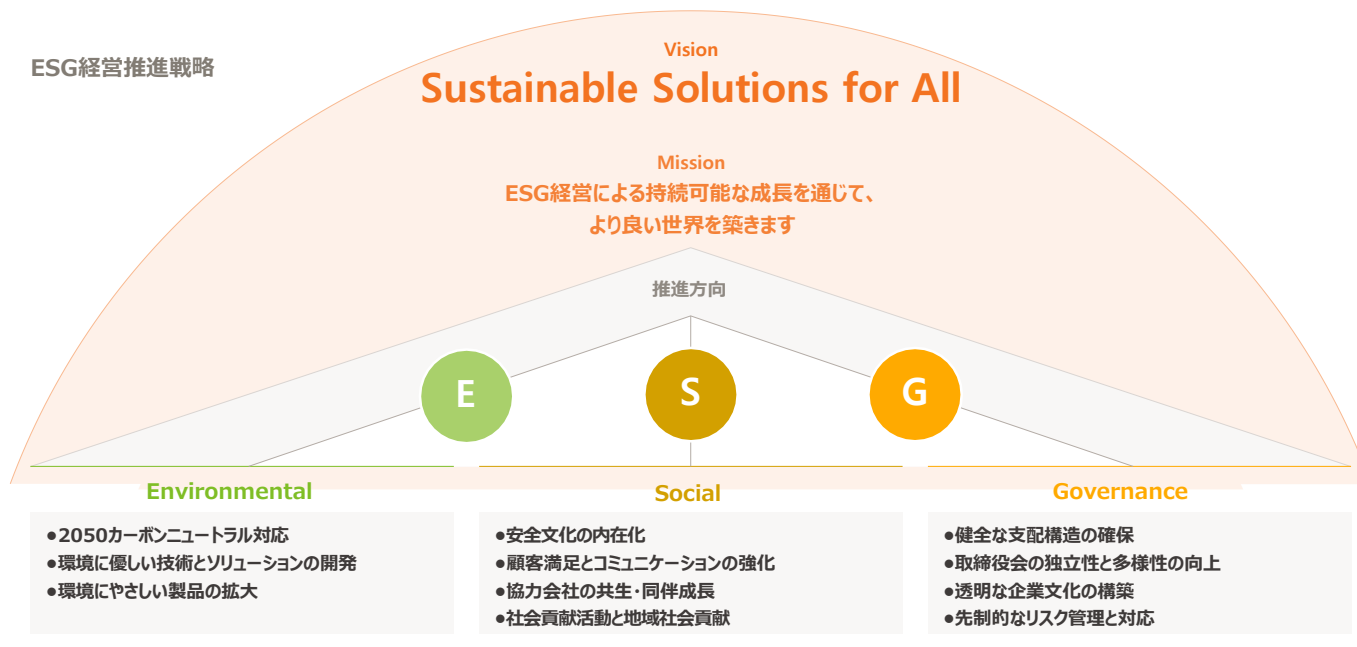 ESG経営推進戦略
Vision
Sustainable Solutions for All
Mission
ESG経営による持続可能な成長を通じて、
より良い世界を築きます
推進方向
E
S
G
Environmental
●2050カーボンニュートラル対応
●環境に優しい技術とソリューションの開発
●環境にやさしい製品の拡大
Social
●安全文化の内在化
●顧客満足とコミュニケーションの強化
●協力会社の共生・同伴成長
●社会貢献活動と地域社会貢献
Governance
●健全な支配構造の確保
●取締役会の独立性と多様性の向上
●透明な企業文化の構築
●先制的なリスク管理と対応